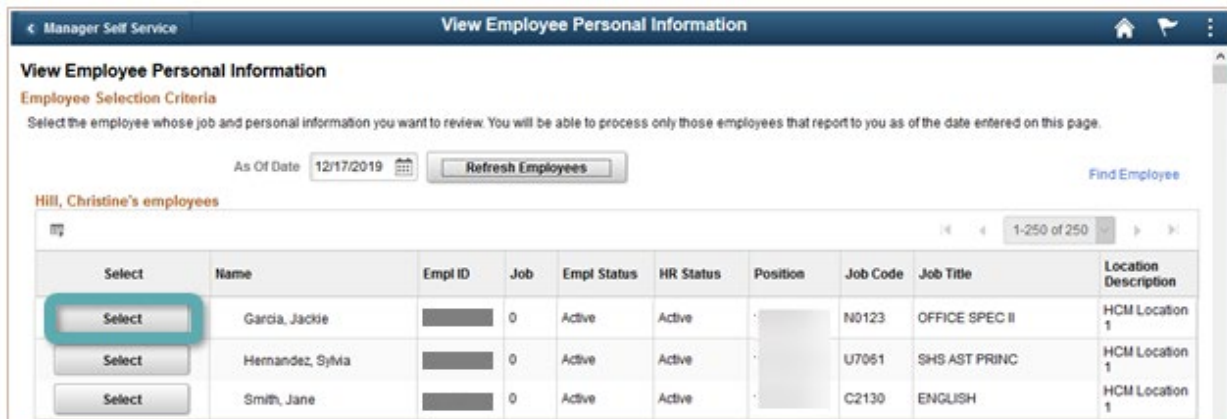 Manager Self Service View Employee Personal Information
View Employee Personal Information
Employee Selection Criteria
Select the employee whose job and personal information you want to review. You will be able to process only those employees that report to you as of the date entered on this page.
As Of Date 12/17/2019 Refresh Employees
Find Employee
Hill, Christine's employees
1-250 of 250
Select Name Empl ID Job Empl Status HR Status Position Job Code Job Title Location Description
Select Garcia, Jackie 0 Active Active N0123 OFFICE SPEC II HCM Location 1
Select Hernandez, Sylvia 0 Active Active U7061 SHS AST PRINC HCM Location 1
Select Smith, Jane 0 Active Active C2130 ENGLISH HCM Location 1